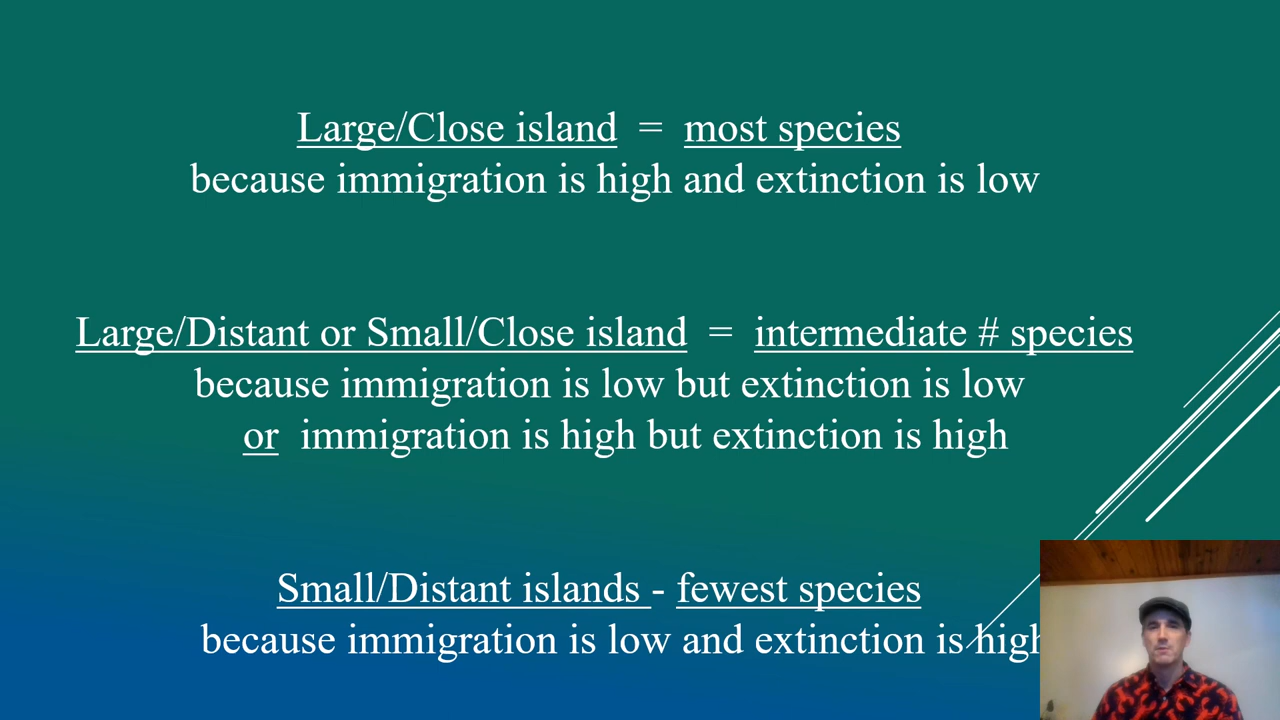 Large/Close island = most species
because immigration is high and extinction is low
Large/Distant or Small/Close island = intermediate # species
because immigration is low but extinction is low
or immigration is high but extinction is high
Small/Distant islands - fewest species
because immigration is low and extinction is high